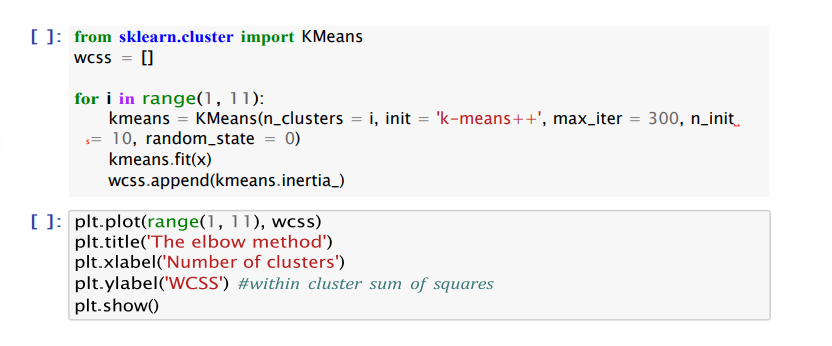 [ ]: from sklearn.cluster import KMeans
wcss = []
for i in range(1, 11):
kmeans = KMeans(n_clusters = i, init = 'k-means++', max_iter = 300, n_init␣
↪= 10, random_state = 0)
kmeans.fit(x)
wcss.append(kmeans.inertia_)
[ ]: plt.plot(range(1, 11), wcss)
plt.title('The elbow method')
plt.xlabel('Number of clusters')
plt.ylabel('WCSS') #within cluster sum of squares
plt.show()